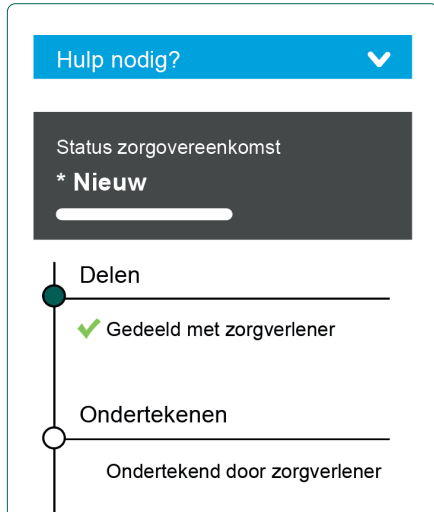 Hulp nodig?
Status zorgovereenkomst
* Nieuw
Delen
Gedeeld met zorgverlener
Ondertekenen
Ondertekend door zorgverlener